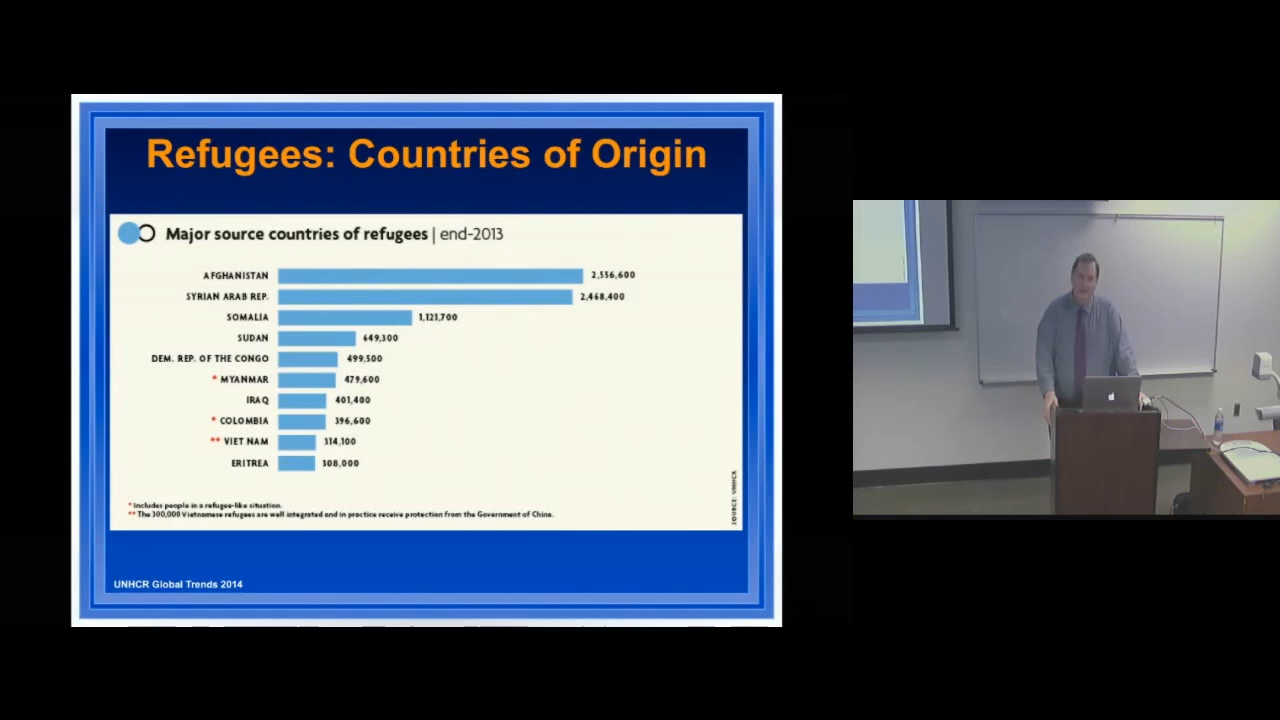 Refugees: Countries of Origin
Major source countries of refugees | end-2013
AFGHANISTAN 2,556,600
SYRIAN ARAB REP. 2,468,400
SOMALIA 1,121,700
SUDAN 649,300
DEM. REP. OF THE CONGO 499,500
* MYANMAR 479,600
IRAQ 401,400
* COLOMBIA 396,600
** VIET NAM 314,100
ERITREA 308,000
* Includes people in a refugee-like situation.
** The 300,000 Vietnamese refugees are well integrated and in practice receive protection from the Government of China.
SOURCE: UNHCR
UNHCR Global Trends 2014